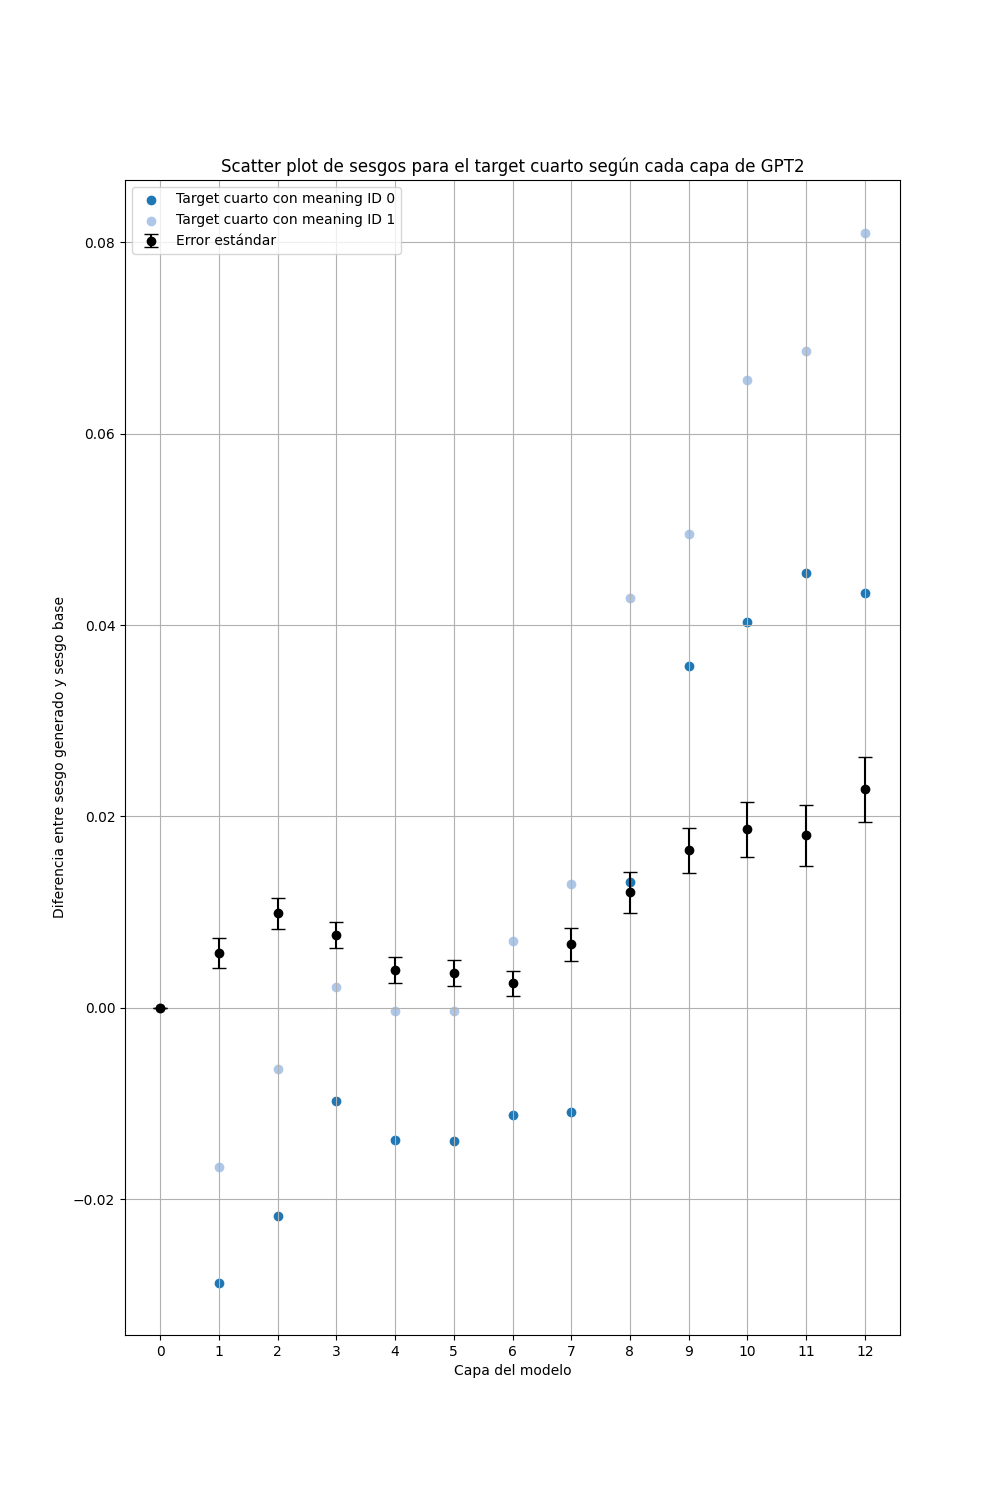 Scatter plot de sesgos para el target cuarto según cada capa de GPT2
Target cuarto con meaning ID 0
Target cuarto con meaning ID 1
Error estándar
0.08
0.06
0.04
0.02
0.00
−0.02
Diferencia entre sesgo generado y sesgo base
0 1 2 3 4 5 6 7 8 9 10 11 12
Capa del modelo